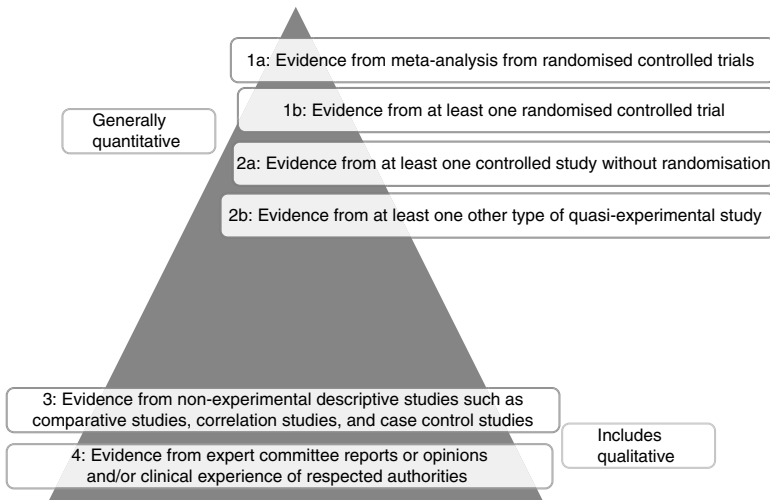 1a: Evidence from meta-analysis from randomised controlled trials
1b: Evidence from at least one randomised controlled trial
Generally
quantitative
2a: Evidence from at least one controlled study without randomisation
2b: Evidence from at least one other type of quasi-experimental study
3: Evidence from non-experimental descriptive studies such as
comparative studies, correlation studies, and case control studies
Includes
qualitative
4: Evidence from expert committee reports or opinions
and/or clinical experience of respected authorities